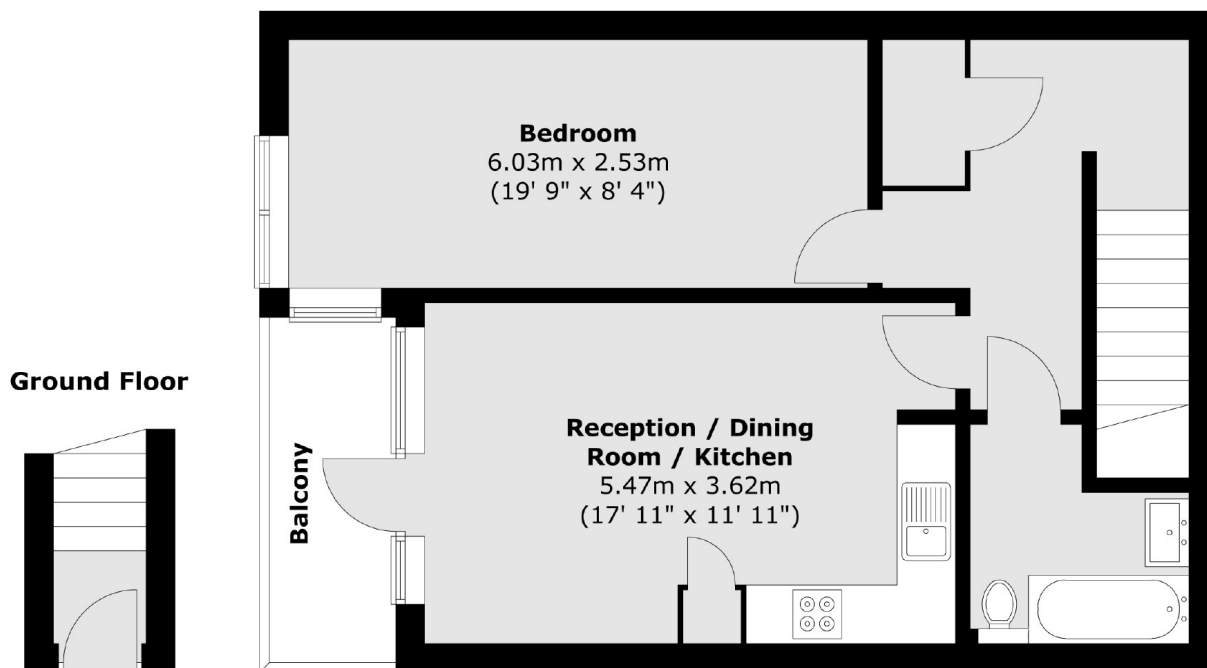 Bedroom
6.03m x 2.53m
(19' 9" x 8' 4")
Ground Floor
Balcony
Reception / Dining
Room / Kitchen
5.47m x 3.62m
(17' 11" x 11' 11")